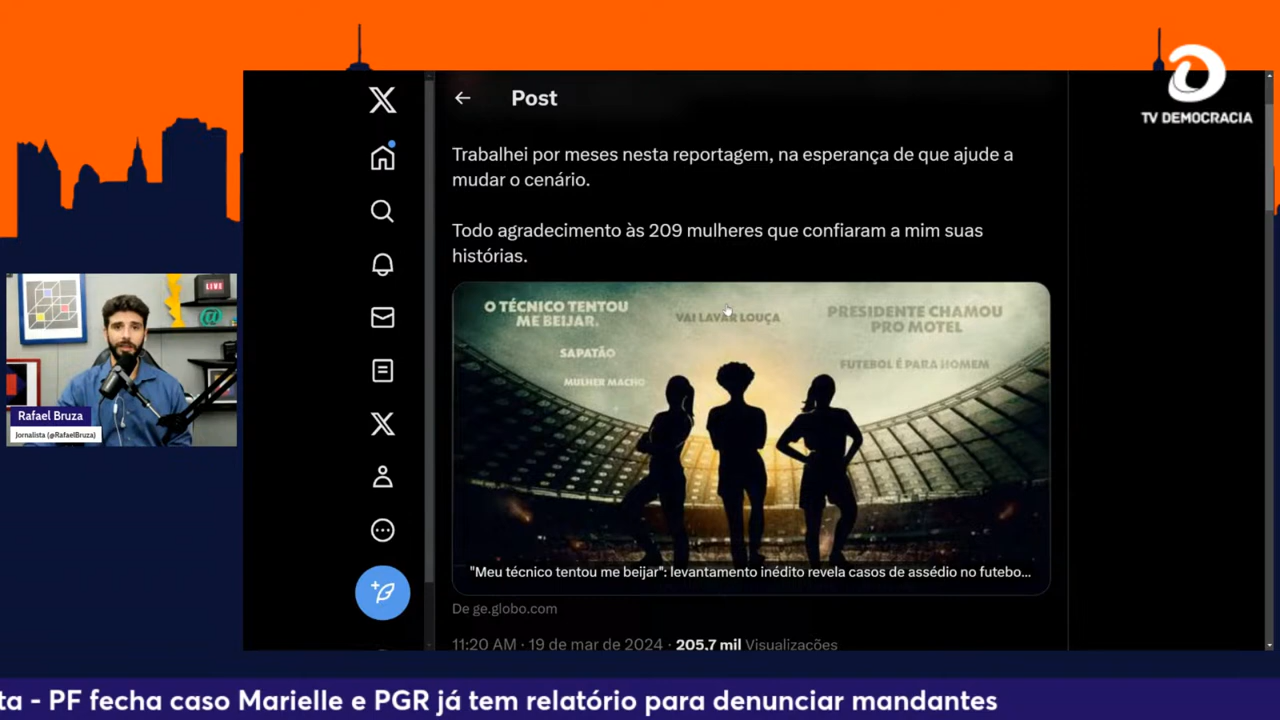 TV DEMOCRACIA
Post
Trabalhei por meses nesta reportagem, na esperança de que ajude a
mudar o cenário.
Todo agradecimento às 209 mulheres que confiaram a mim suas
histórias.
O TÉCNICO TENTOU
ME BEIJAR.
VAI LAVAR LOUÇA
PRESIDENTE CHAMOU
PRO MOTEL
SAPATÃO
FUTEBOL É PARA HOMEM
MULHER MACHO
"Meu técnico tentou me beijar": levantamento inédito revela casos de assédio no futebo...
De ge.globo.com
11:20 AM · 19 de mar de 2024 · 205,7 mil Visualizações
LIVE
@
Rafael Bruza
Jornalista (@RafaelBruza)
ta - PF fecha caso Marielle e PGR já tem relatório para denunciar mandantes